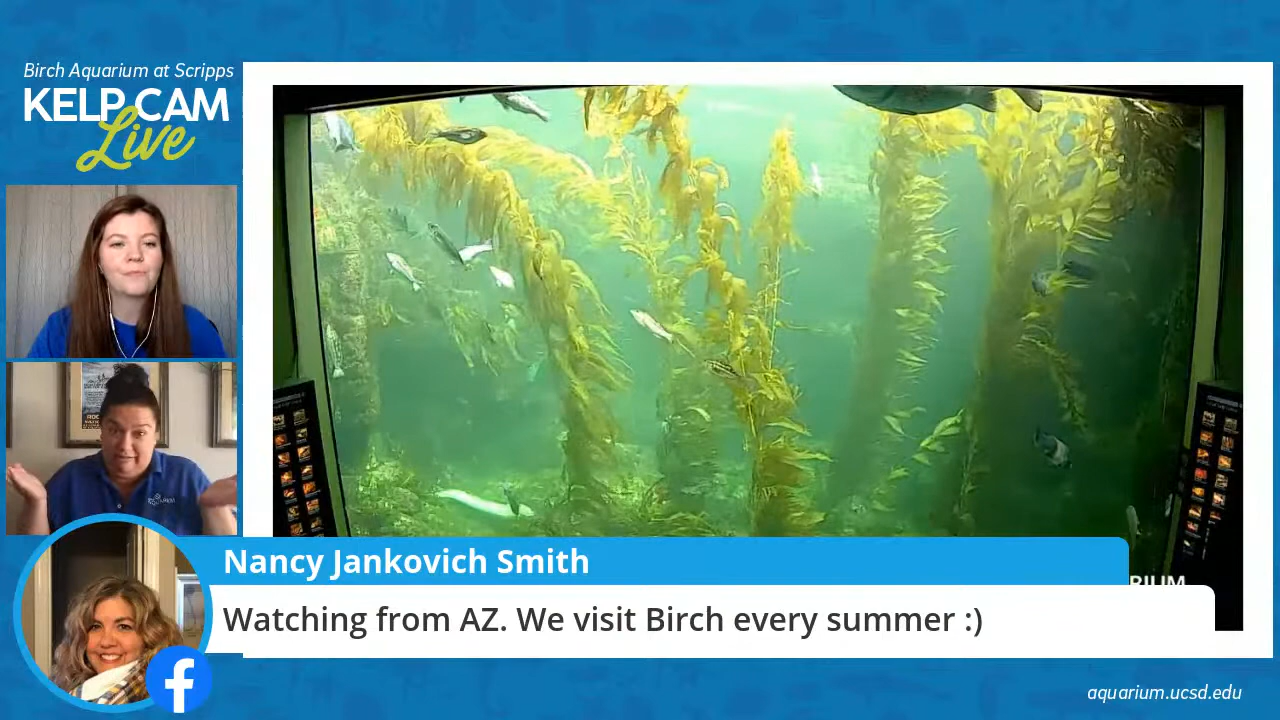 Birch Aquarium at Scripps
KELP CAM
Live
Nancy Jankovich Smith
Watching from AZ. We visit Birch every summer :)
RIUM
aquarium.ucsd.edu